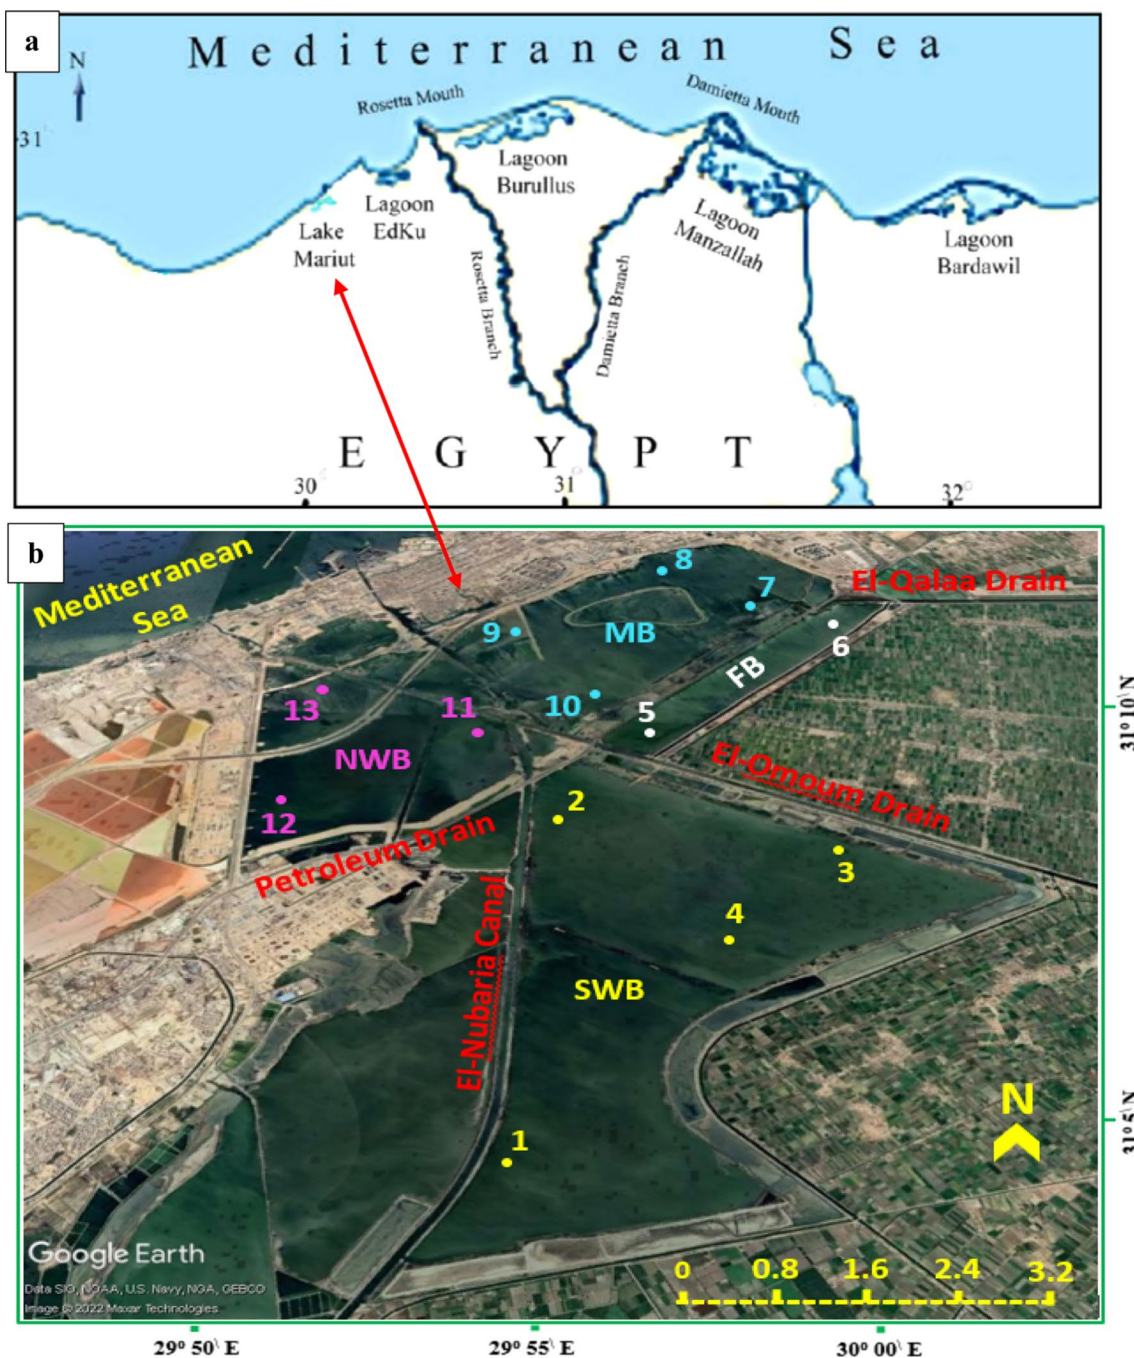 a
Mediterranean Sea
N
Rosetta Mouth
Damietta Mouth
31
Lagoon
Burullus
Lagoon
EdKu
Lake
Mariut
Lagoon
Manzallah
Lagoon
Bardawil
Rosetta Branch
Damietta Branch
EGYPT
30
31°
32°
b
Mediterranean
Sea
8
El-Qalaa Drain
7
9
MB
6
FB
13
11
10
5
31° 10\ N
NWB
El-Omoum Drain
2
12
Petroleum Drain
3
4
El-Nubaria Canal
SWB
N
31° 5\ N
1
Google Earth
Data SIO, NOAA, U.S. Navy, NGA, GEBCO
Image © 2022 Maxar Technologies
0 0.8 1.6 2.4 3.2
29° 50\ E
29° 55\ E
30° 00\ E